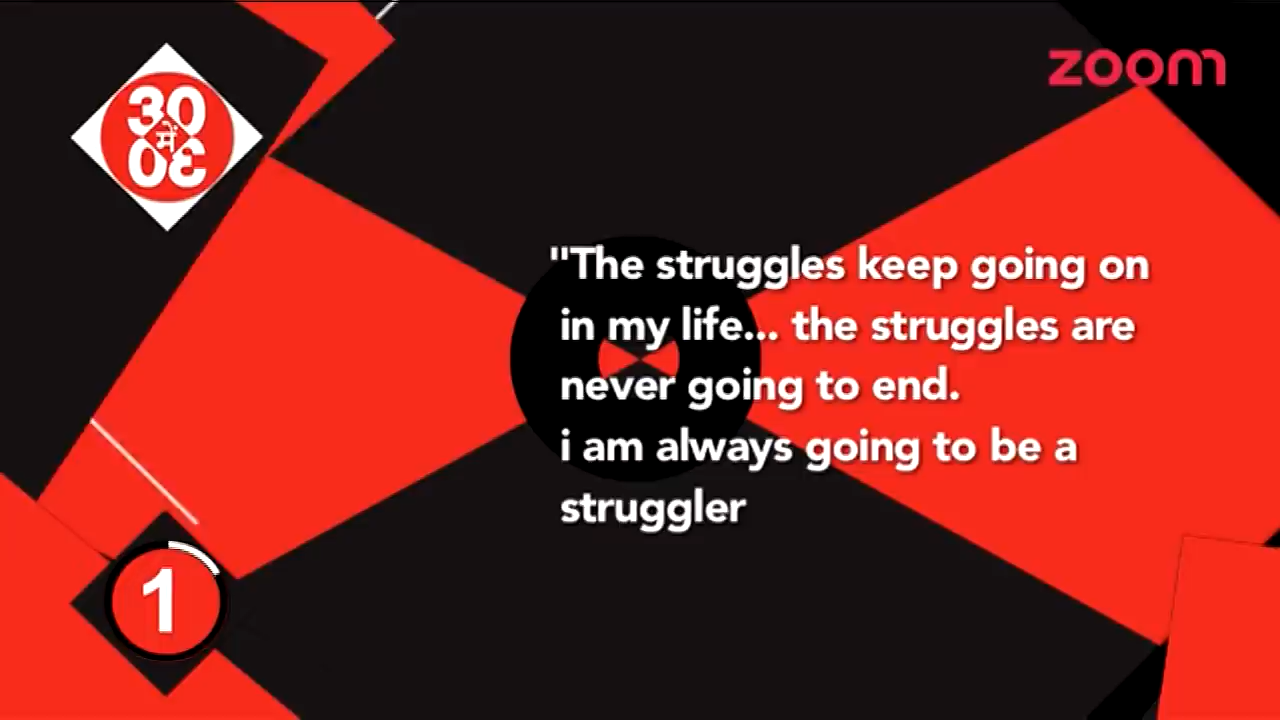 30
में
30
zoom
"The struggles keep going on
in my life... the struggles are
never going to end.
i am always going to be a
struggler
1